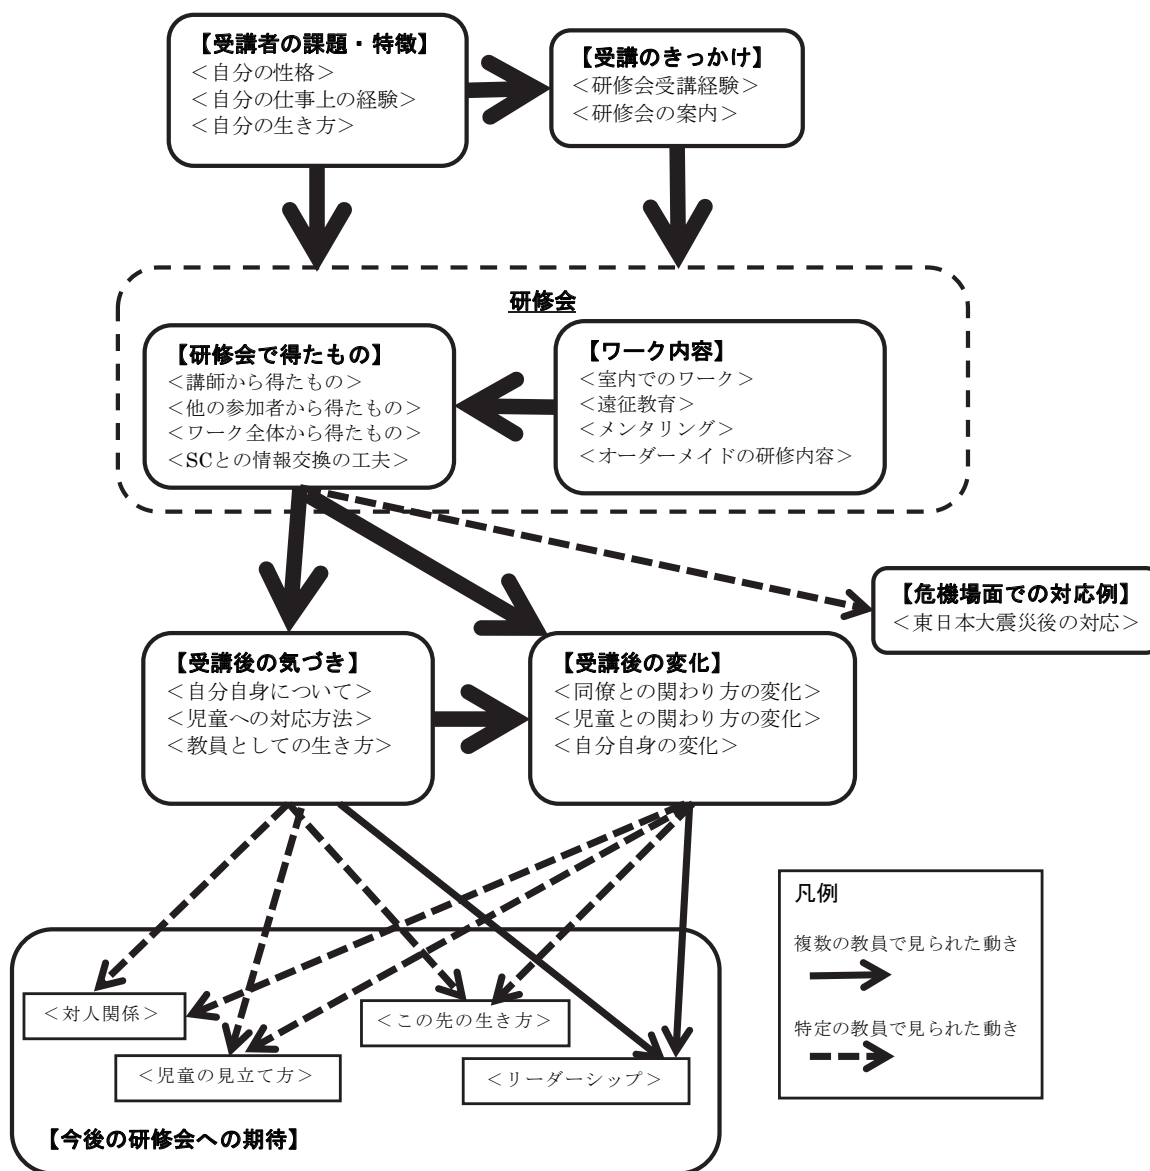 【受講者の課題・特徴】
＜自分の性格＞
＜自分の仕事上の経験＞
＜自分の生き方＞
【受講のきっかけ】
＜研修会受講経験＞
＜研修会の案内＞
研修会
【研修会で得たもの】
＜講師から得たもの＞
＜他の参加者から得たもの＞
＜ワーク全体から得たもの＞
＜SCとの情報交換の工夫＞
【ワーク内容】
＜室内でのワーク＞
＜遠征教育＞
＜メンタリング＞
＜オーダーメイドの研修内容＞
【危機場面での対応例】
＜東日本大震災後の対応＞
【受講後の気づき】
＜自分自身について＞
＜児童への対応方法＞
＜教員としての生き方＞
【受講後の変化】
＜同僚との関わり方の変化＞
＜児童との関わり方の変化＞
＜自分自身の変化＞
凡例
複数の教員で見られた動き
特定の教員で見られた動き
＜対人関係＞
＜この先の生き方＞
＜児童の見立て方＞
＜リーダーシップ＞
【今後の研修会への期待】